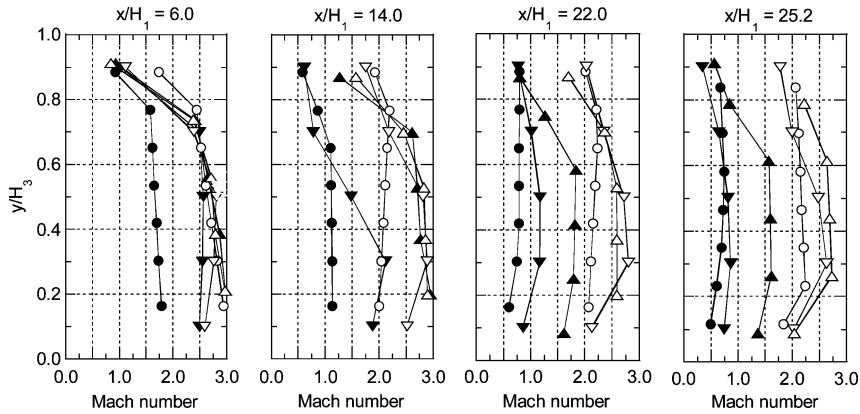 x/H1 = 6.0
x/H1 = 14.0
x/H1 = 22.0
x/H1 = 25.2
y/H3
1.0
0.8
0.6
0.4
0.2
0.0
0.0 1.0 2.0 3.0
0.0 1.0 2.0 3.0
0.0 1.0 2.0 3.0
0.0 1.0 2.0 3.0
Mach number
Mach number
Mach number
Mach number